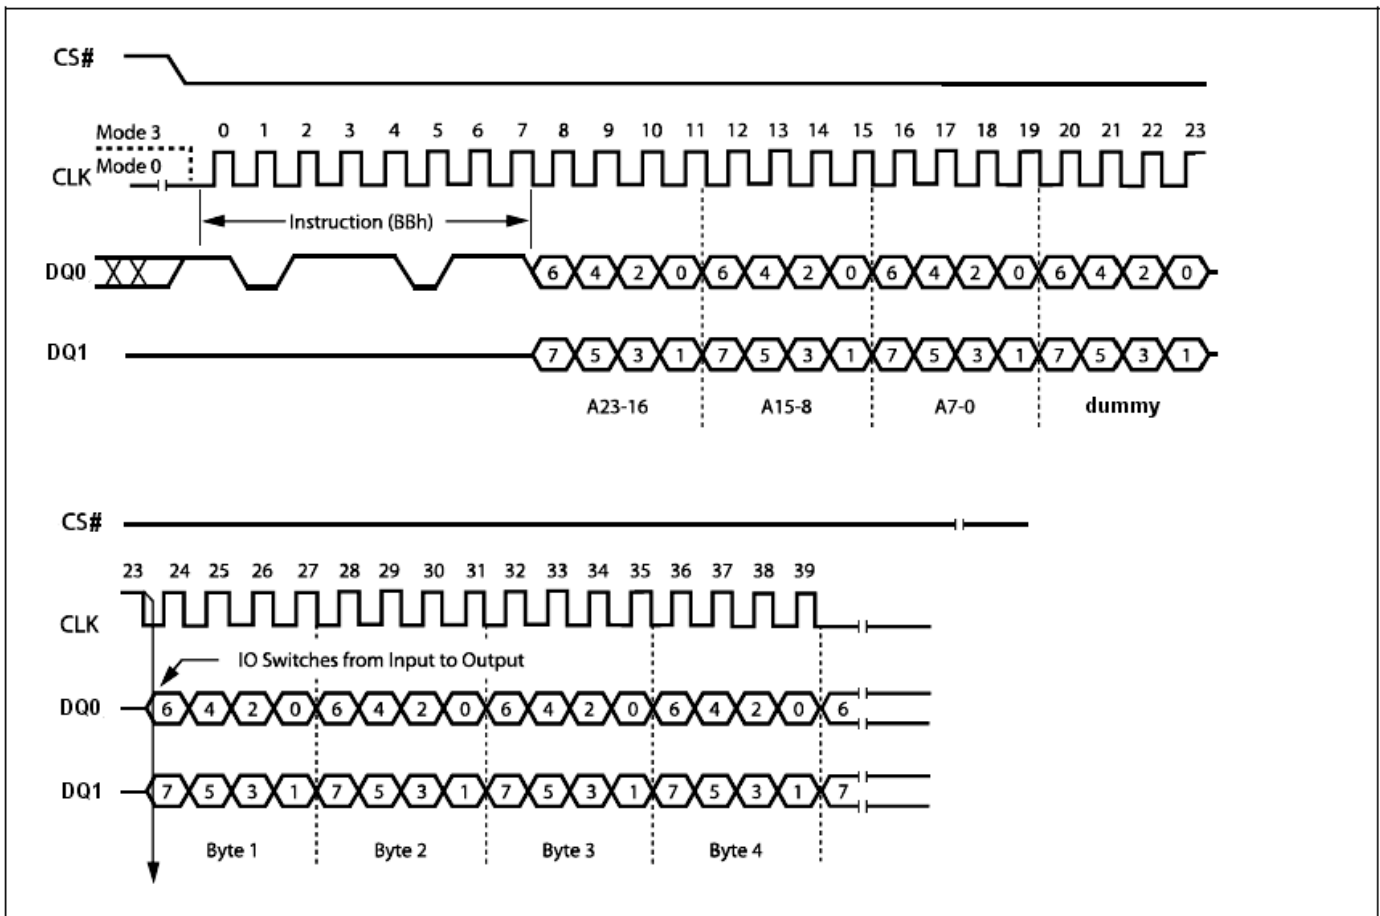 CS#
0 1 2 3 4 5 6 7 8 9 10 11 12 13 14 15 16 17 18 19 20 21 22 23
Mode 3
Mode 0
CLK
Instruction (BBh)
DQ0 6 4 2 0 6 4 2 0 6 4 2 0 6 4 2 0
DQ1 7 5 3 1 7 5 3 1 7 5 3 1 7 5 3 1
A23-16 A15-8 A7-0 dummy
CS#
23 24 25 26 27 28 29 30 31 32 33 34 35 36 37 38 39
CLK
IO Switches from Input to Output
DQ0 6 4 2 0 6 4 2 0 6 4 2 0 6 4 2 0 6
DQ1 7 5 3 1 7 5 3 1 7 5 3 1 7 5 3 1 7
Byte 1 Byte 2 Byte 3 Byte 4